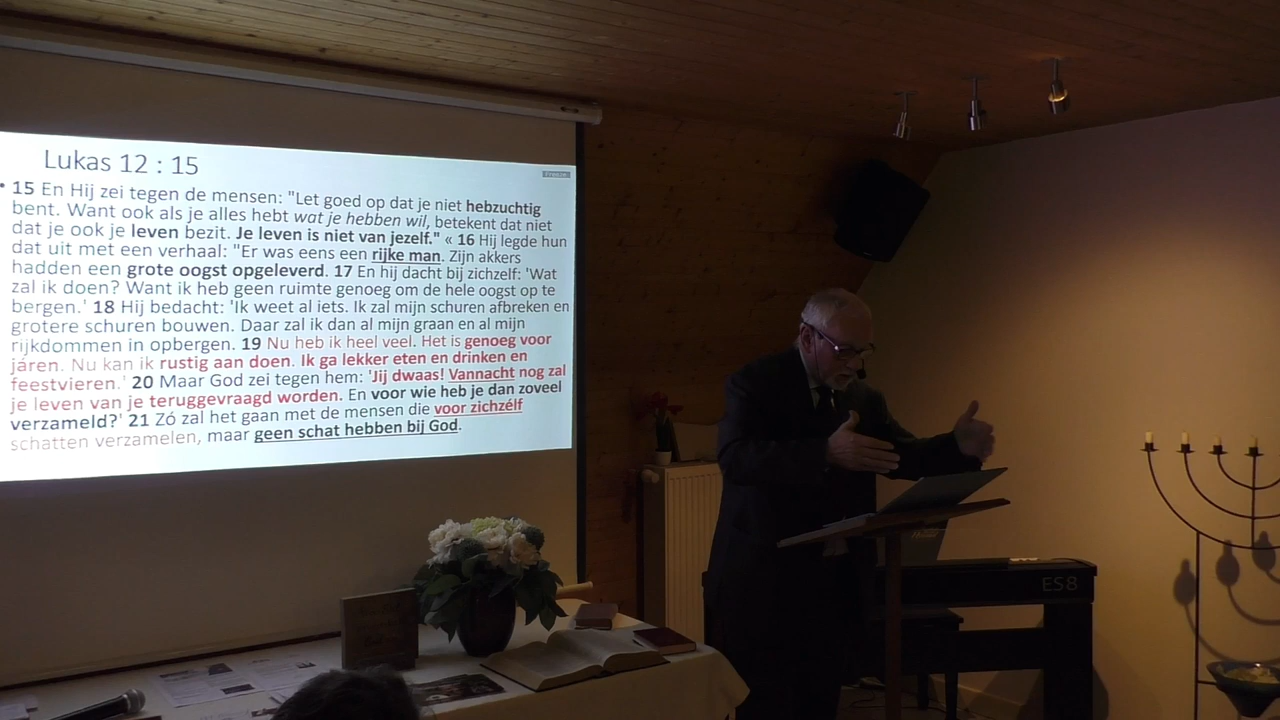 Lukas 12 : 15
• 15 En Hij zei tegen de mensen: "Let goed op dat je niet hebzuchtig
bent. Want ook als je alles hebt wat je hebben wil, betekent dat niet
dat je ook je leven bezit. Je leven is niet van jezelf." « 16 Hij legde hun
dat uit met een verhaal: "Er was eens een rijke man. Zijn akkers
hadden een grote oogst opgeleverd. 17 En hij dacht bij zichzelf: 'Wat
zal ik doen? Want ik heb geen ruimte genoeg om de hele oogst op te
bergen.' 18 Hij bedacht: 'Ik weet al iets. Ik zal mijn schuren afbreken en
grotere schuren bouwen. Daar zal ik dan al mijn graan en al mijn
rijkdommen in opbergen. 19 Nu heb ik heel veel. Het is genoeg voor
járen. Nu kan ik rustig aan doen. Ik ga lekker eten en drinken en
feestvieren.' 20 Maar God zei tegen hem: 'Jij dwaas! Vannacht nog zal
je leven van je teruggevraagd worden. En voor wie heb je dan zoveel
verzameld?' 21 Zó zal het gaan met de mensen die voor zichzélf
schatten verzamelen, maar geen schat hebben bij God.
ES8